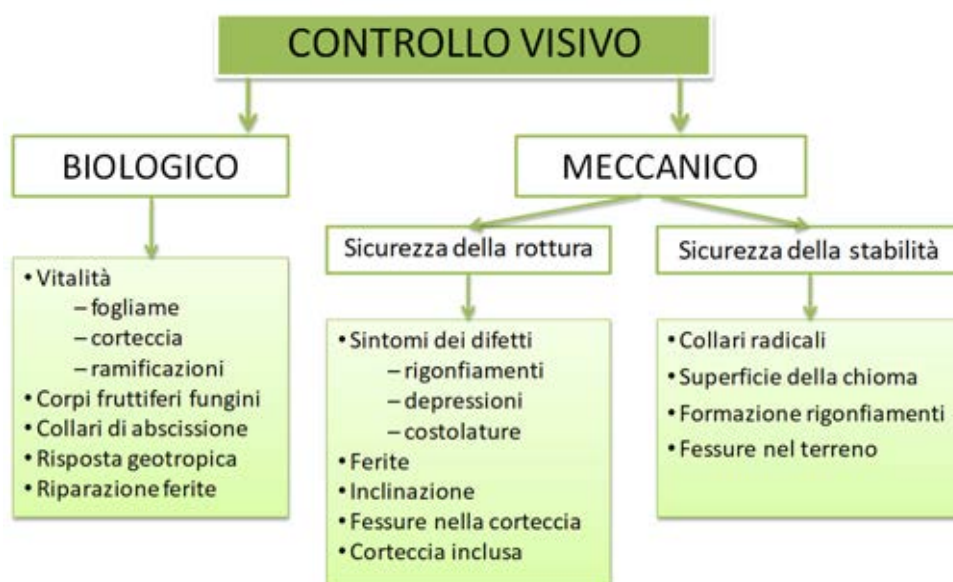 CONTROLLO VISIVO
BIOLOGICO
MECCANICO
Sicurezza della rottura
Sicurezza della stabilità
• Vitalità
– fogliame
– corteccia
– ramificazioni
• Corpi fruttiferi fungini
• Collari di abscissione
• Risposta geotropica
• Riparazione ferite
• Sintomi dei difetti
– rigonfiamenti
– depressioni
– costolature
• Ferite
• Inclinazione
• Fessure nella corteccia
• Corteccia inclusa
• Collari radicali
• Superficie della chioma
• Formazione rigonfiamenti
• Fessure nel terreno